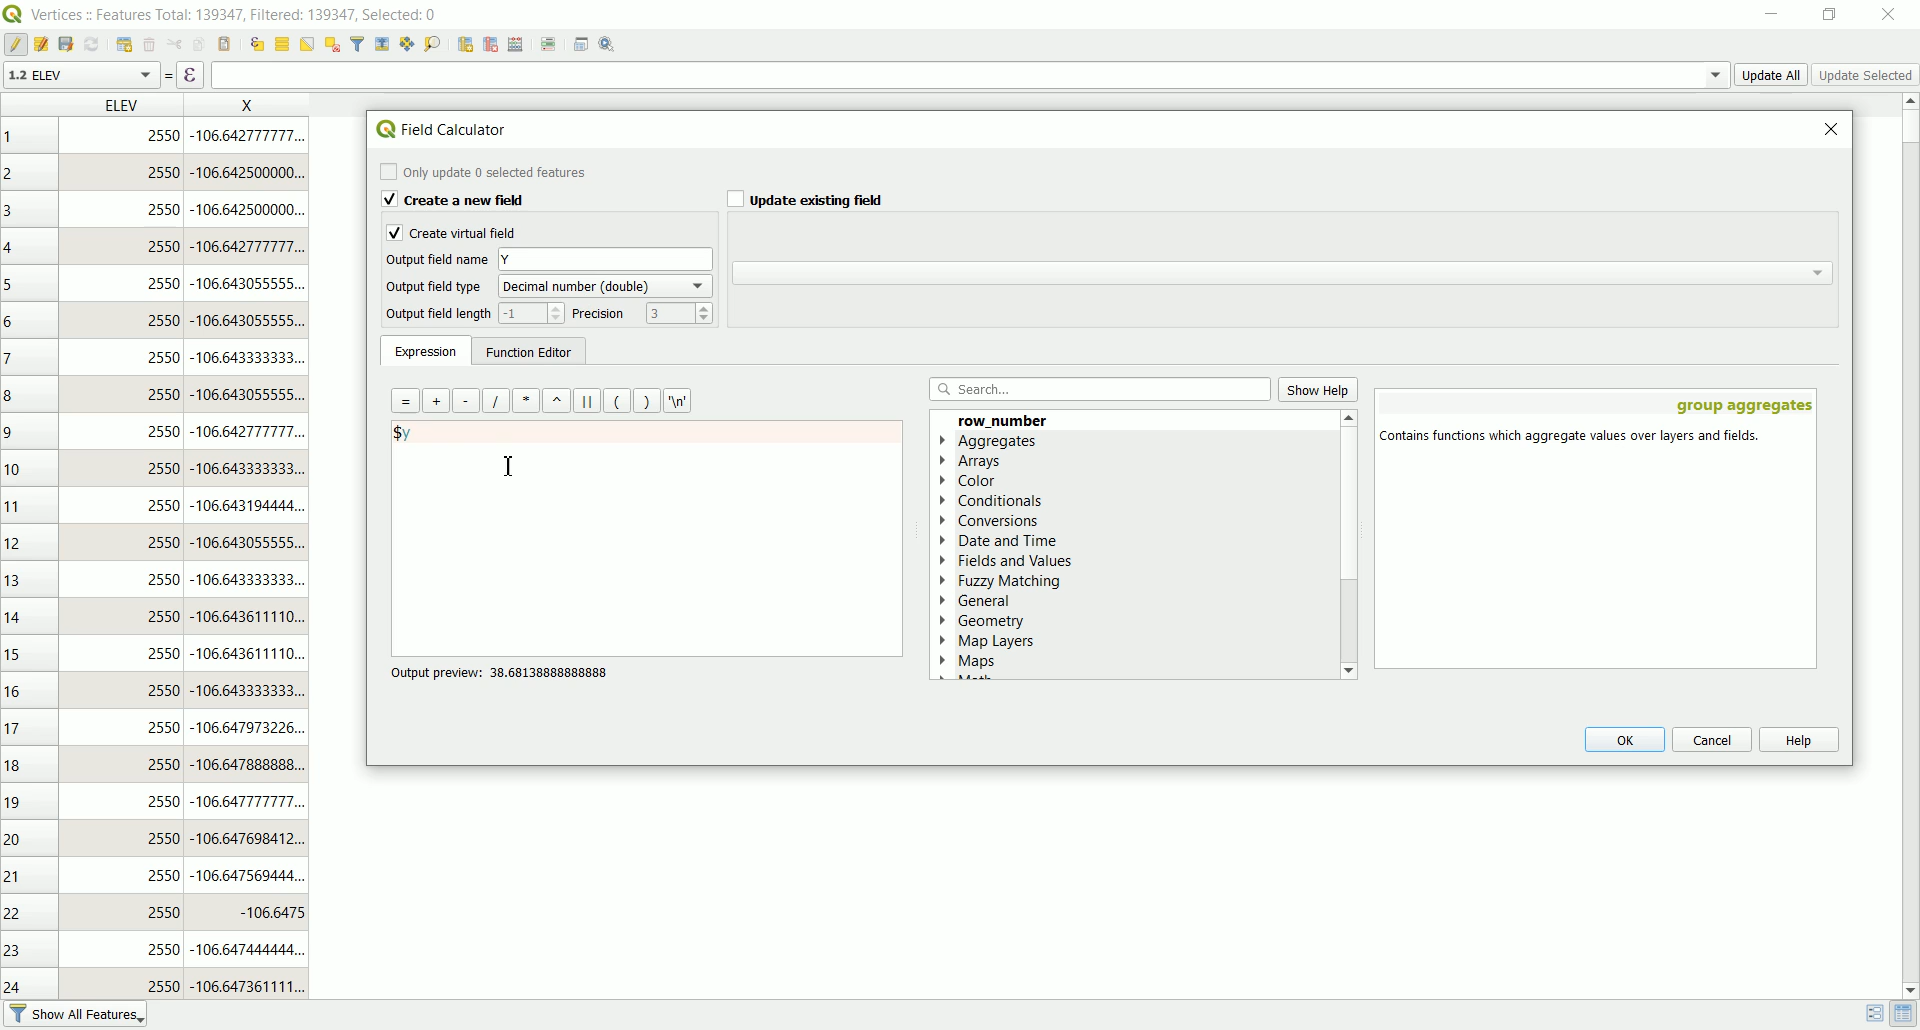 Vertices :: Features Total: 139347, Filtered: 139347, Selected: 0
1.2 ELEV
=
ε
Update All
Update Selected
ELEV X
1 2550 -106.642777777...
2 2550 -106.642500000...
3 2550 -106.642500000...
4 2550 -106.642777777...
5 2550 -106.643055555...
6 2550 -106.643055555...
7 2550 -106.643333333...
8 2550 -106.643055555...
9 2550 -106.642777777...
10 2550 -106.643333333...
11 2550 -106.643194444...
12 2550 -106.643055555...
13 2550 -106.643333333...
14 2550 -106.643611110...
15 2550 -106.643611110...
16 2550 -106.643333333...
17 2550 -106.647973226...
18 2550 -106.647888888...
19 2550 -106.647777777...
20 2550 -106.647698412...
21 2550 -106.647569444...
22 2550 -106.6475
23 2550 -106.647444444...
24 2550 -106.647361111...
Show All Features
Field Calculator
Only update 0 selected features
Create a new field
Update existing field
Create virtual field
Output field name Y
Output field type Decimal number (double)
Output field length -1 Precision 3
Expression
Function Editor
= + - / * ^ || ( ) '\n'
$y
Output preview: 38.68138888888888
Search...
Show Help
row_number
Aggregates
Arrays
Color
Conditionals
Conversions
Date and Time
Fields and Values
Fuzzy Matching
General
Geometry
Map Layers
Maps
Math
group aggregates
Contains functions which aggregate values over layers and fields.
OK
Cancel
Help